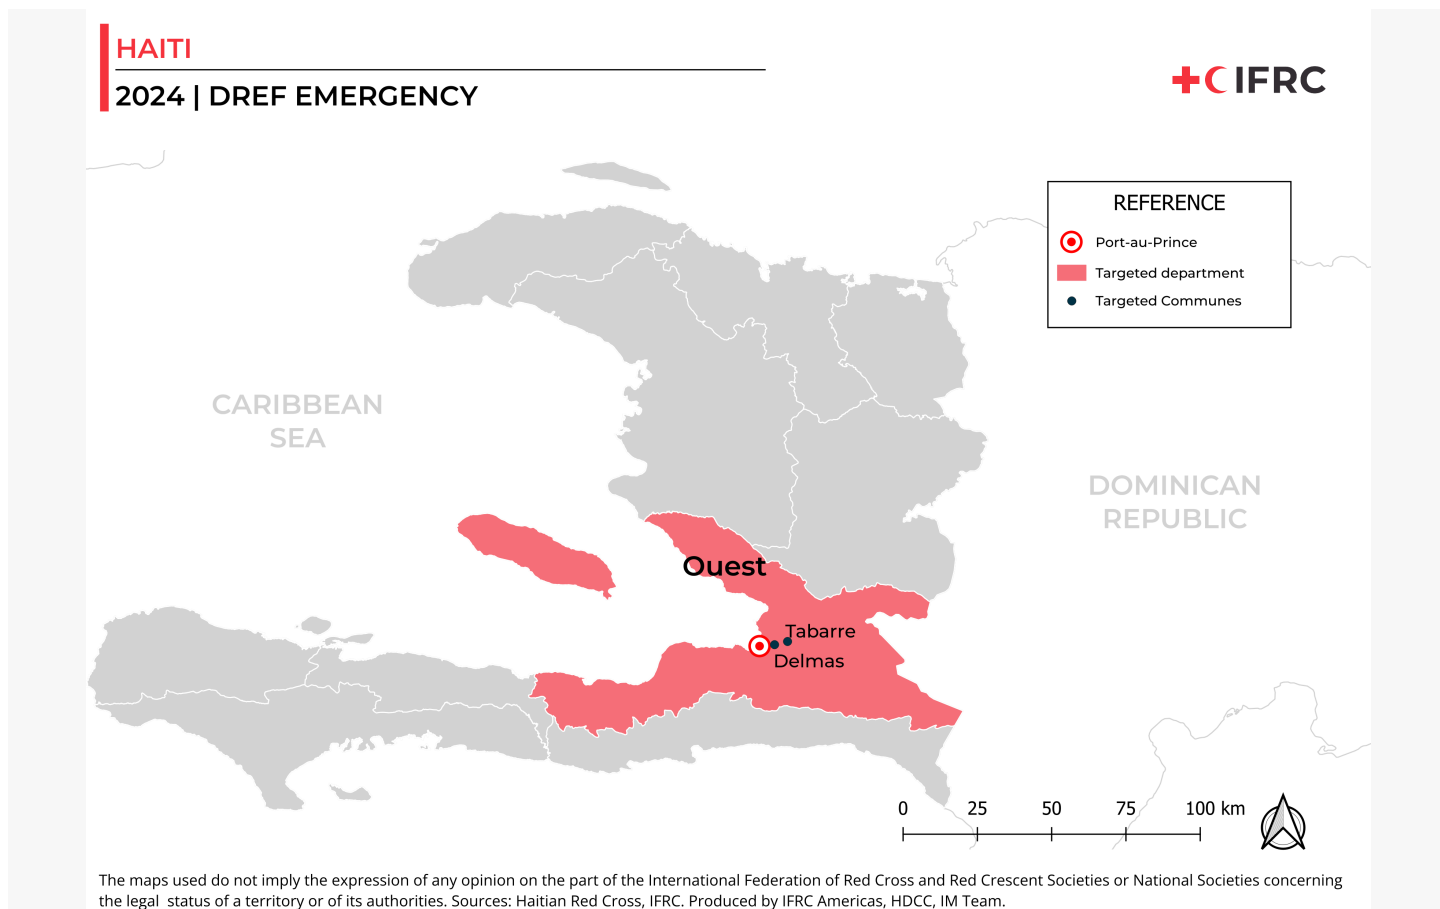 HAITI
2024 | DREF EMERGENCY
IFRC
REFERENCE
Port-au-Prince
Targeted department
Targeted Communes
CARIBBEAN
SEA
DOMINICAN
REPUBLIC
Ouest
Tabarre
Delmas
0 25 50 75 100 km
The maps used do not imply the expression of any opinion on the part of the International Federation of Red Cross and Red Crescent Societies or National Societies concerning
the legal status of a territory or of its authorities. Sources: Haitian Red Cross, IFRC. Produced by IFRC Americas, HDCC, IM Team.